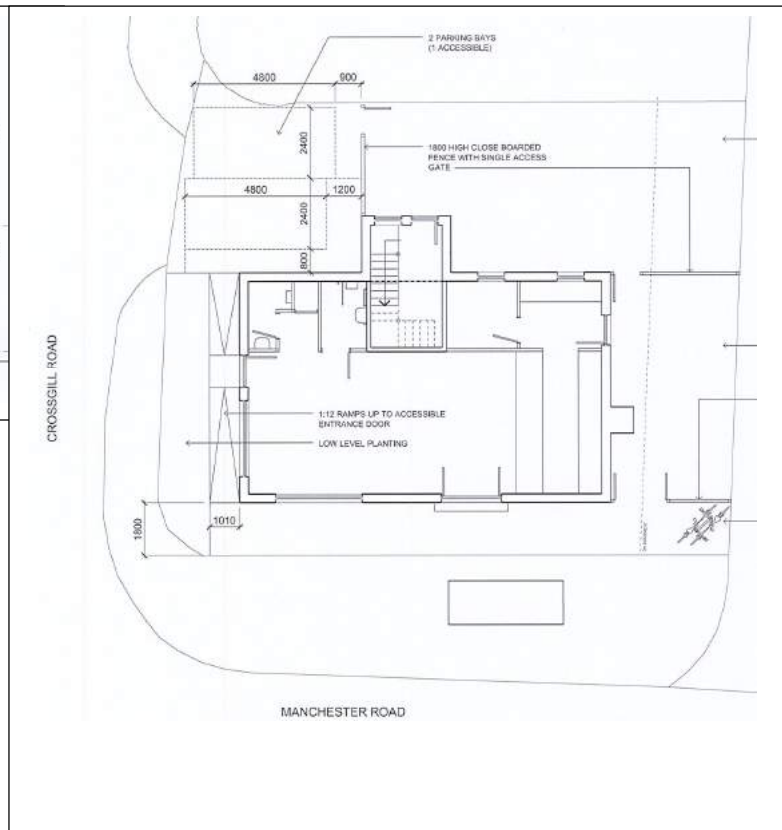 2 PARKING BAYS
(1 ACCESSIBLE)
4800
900
2400
1800 HIGH CLOSE BOARDED
FENCE WITH SINGLE ACCESS
GATE
4800
1200
2400
800
CROSSGILL ROAD
1:12 RAMPS UP TO ACCESSIBLE
ENTRANCE DOOR
LOW LEVEL PLANTING
1800
1010
MANCHESTER ROAD